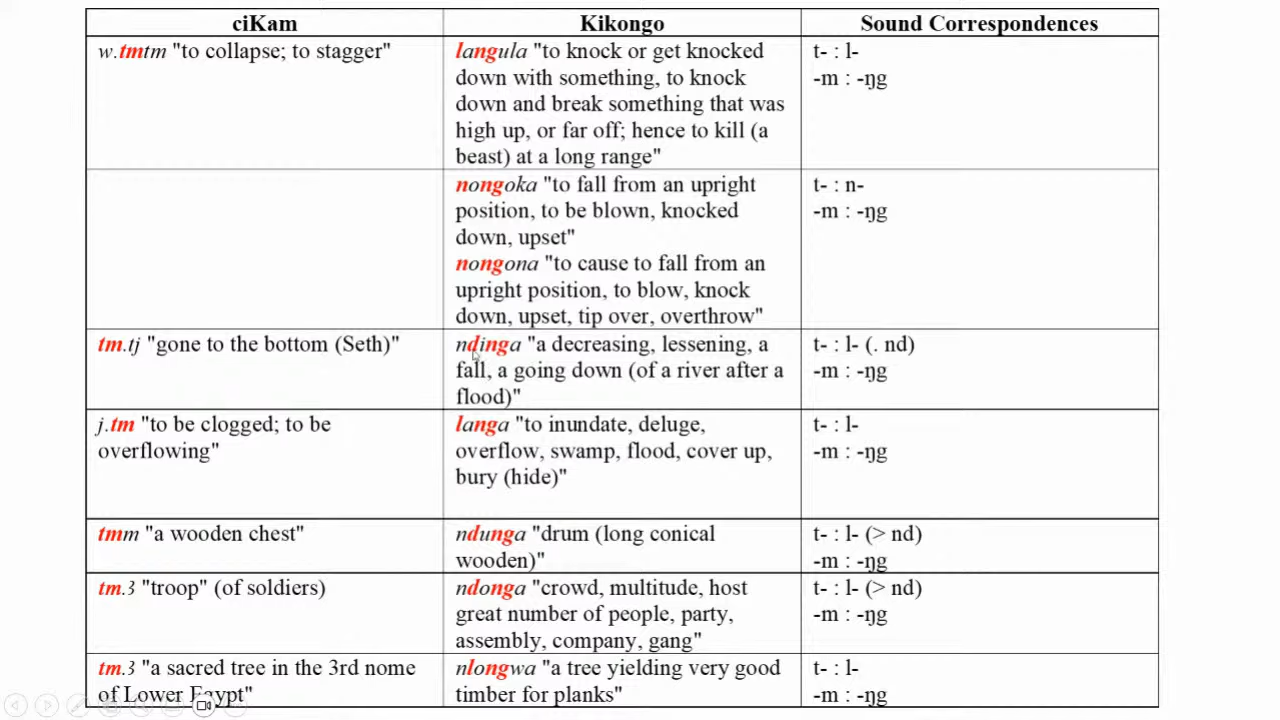 ciKam Kikongo Sound Correspondences
w.tmtm "to collapse; to stagger"
langula "to knock or get knocked
down with something, to knock
down and break something that was
high up, or far off; hence to kill (a
beast) at a long range"
t- : l-
-m : -ŋg
nongoka "to fall from an upright
position, to be blown, knocked
down, upset"
nongona "to cause to fall from an
upright position, to blow, knock
down, upset, tip over, overthrow"
t- : n-
-m : -ŋg
tm.tj "gone to the bottom (Seth)"
ndinga "a decreasing, lessening, a
fall, a going down (of a river after a
flood)"
t- : l- (. nd)
-m : -ŋg
j.tm "to be clogged; to be
overflowing"
langa "to inundate, deluge,
overflow, swamp, flood, cover up,
bury (hide)"
t- : l-
-m : -ŋg
tmm "a wooden chest"
ndunga "drum (long conical
wooden)"
t- : l- (> nd)
-m : -ŋg
tm.3 "troop" (of soldiers)
ndonga "crowd, multitude, host
great number of people, party,
assembly, company, gang"
t- : l- (> nd)
-m : -ŋg
tm.3 "a sacred tree in the 3rd nome
of Lower Egypt"
nlongwa "a tree yielding very good
timber for planks"
t- : l-
-m : -ŋg